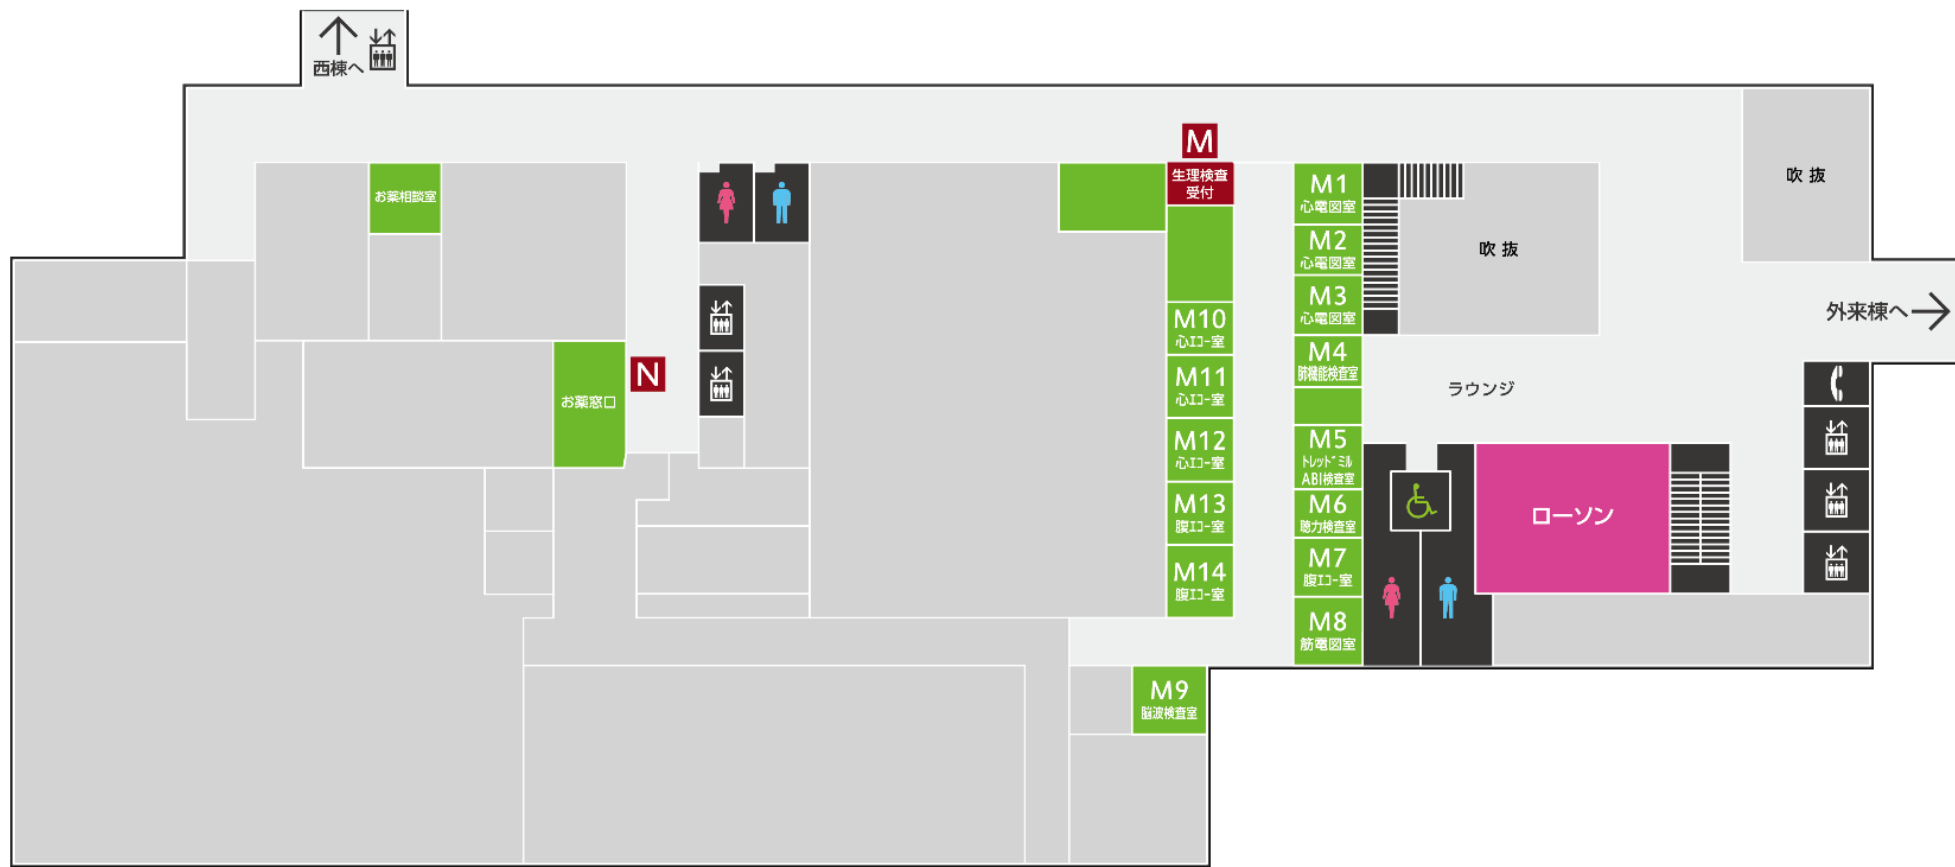 西棟へ
M
生理検査
受付
お薬相談室
M1
心電図室
吹 抜
M2
心電図室
吹 抜
M3
心電図室
外来棟へ
M10
心エコー室
M4
肺機能検査室
N
お薬窓口
M11
心エコー室
ラウンジ
M12
心エコー室
M5
トレッドミル
ABI検査室
M13
腹エコー室
M6
聴力検査室
ローソン
M14
腹エコー室
M7
腹エコー室
M8
筋電図室
M9
脳波検査室